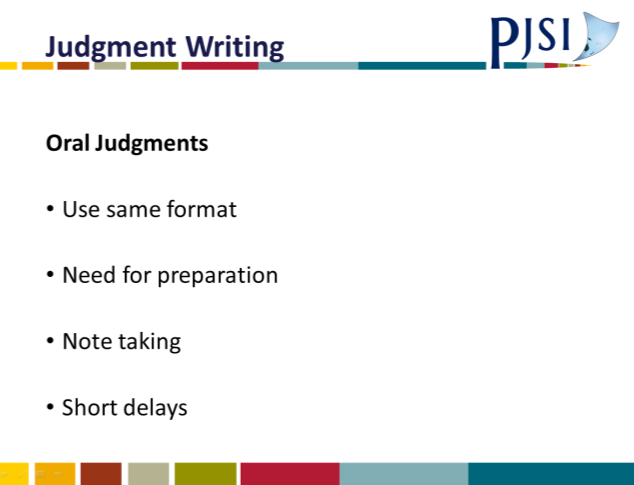 Judgment Writing
PJSI
Oral Judgments
• Use same format
• Need for preparation
• Note taking
• Short delays